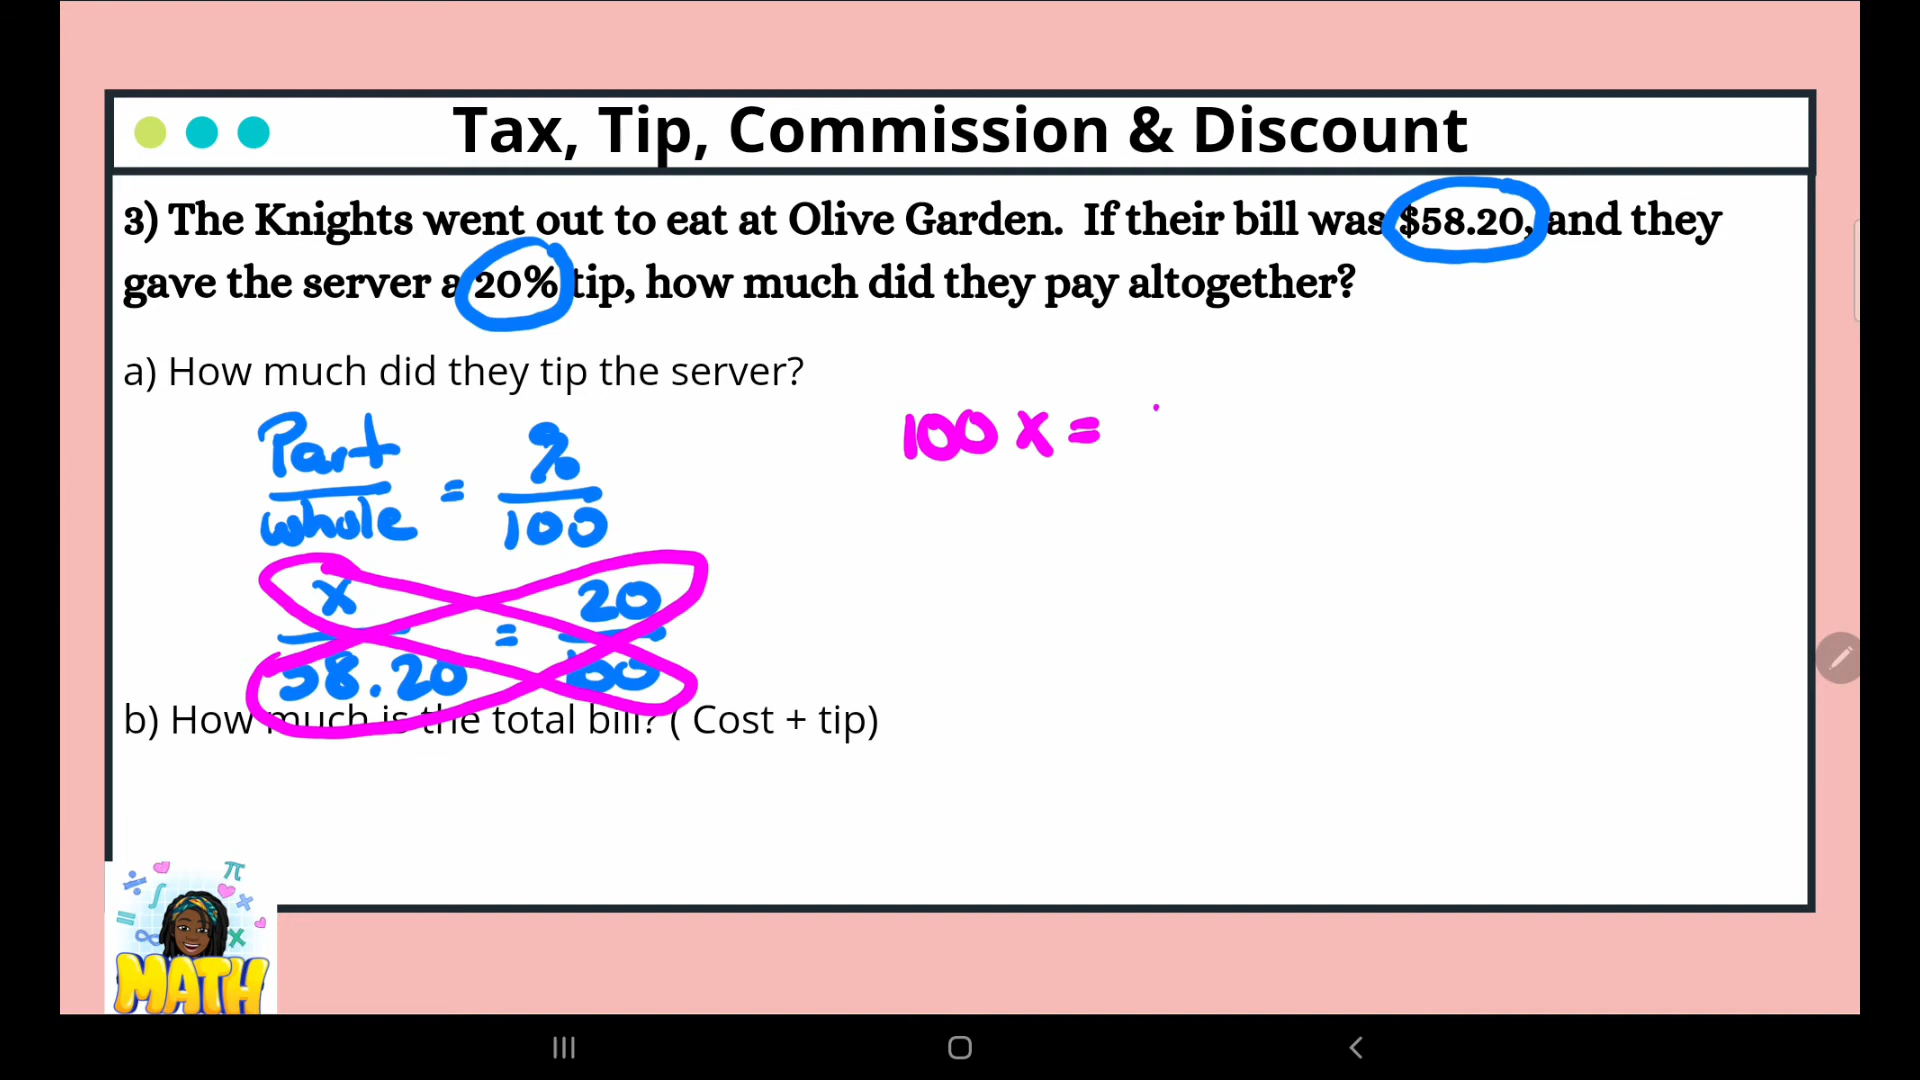 Tax, Tip, Commission & Discount
3) The Knights went out to eat at Olive Garden. If their bill was $58.20, and they
gave the server a 20% tip, how much did they pay altogether?
a) How much did they tip the server?
Part = %
whole 100
100 x =
x = 20
58.20 100
b) How much is the total bill? ( Cost + tip)
÷ π
∫ ×
=
∞ ×
MATH